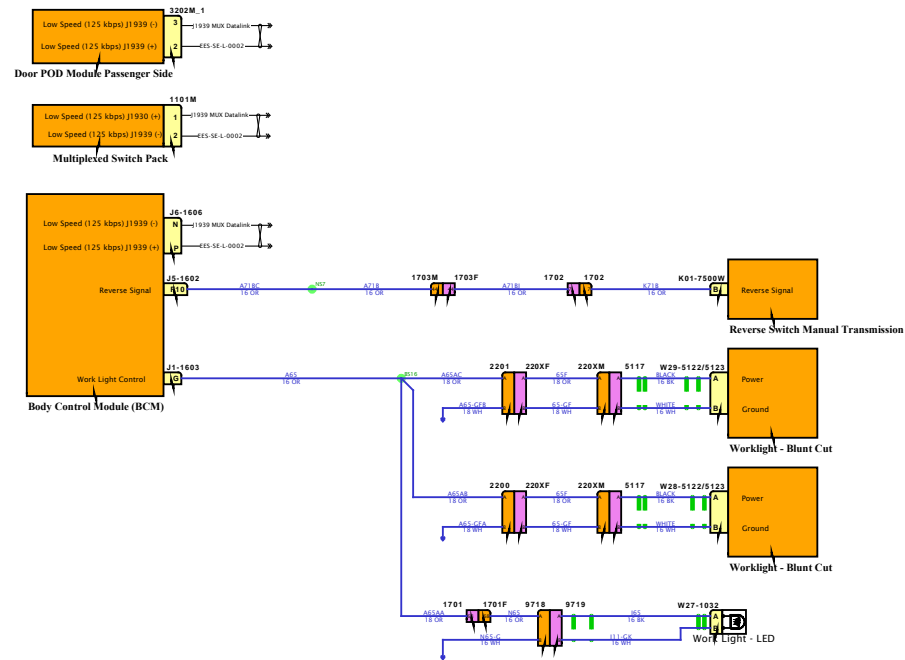 3202M_1
Low Speed (125 kbps) J1939 (-) 3 J1939 MUX Datalink
Low Speed (125 kbps) J1939 (+) 2 EES-SE-L-0002
Door POD Module Passenger Side
1101M
Low Speed (125 kbps) J1930 (+) 1 J1939 MUX Datalink
Low Speed (125 kbps) J1939 (-) 2 EES-SE-L-0002
Multiplexed Switch Pack
J6-1606
Low Speed (125 kbps) J1939 (-) N J1939 MUX Datalink
Low Speed (125 kbps) J1939 (+) P EES-SE-L-0002
J5-1602 1703M 1703F 1702 1702 K01-7500W
Reverse Signal R10 A718C N57 A718 A718J K718 B Reverse Signal
16 OR 16 OR 16 OR 16 OR
Reverse Switch Manual Transmission
J1-1603 2201 220XF 220XM 5117 W29-5122/5123
Work Light Control G A65 BS16 A65AC A A 65F A A BLACK A Power
16 OR 18 OR 18 OR 16 BK
Body Control Module (BCM)
A65-GFB B B 65-GF B B WHITE B Ground
18 WH 18 WH 16 WH
Worklight - Blunt Cut
2200 220XF 220XM 5117 W28-5122/5123
A65AB A A 65F A A BLACK A Power
18 OR 18 OR 16 BK
A65-GFA B B 65-GF B B WHITE B Ground
18 WH 18 WH 16 WH
Worklight - Blunt Cut
1701 1701F 9718 9719 W27-1032
A65AA N65 A A J65 A
18 OR 16 OR 16 BK
N65-G B B J11-GK B
16 WH 16 WH
Work Light - LED